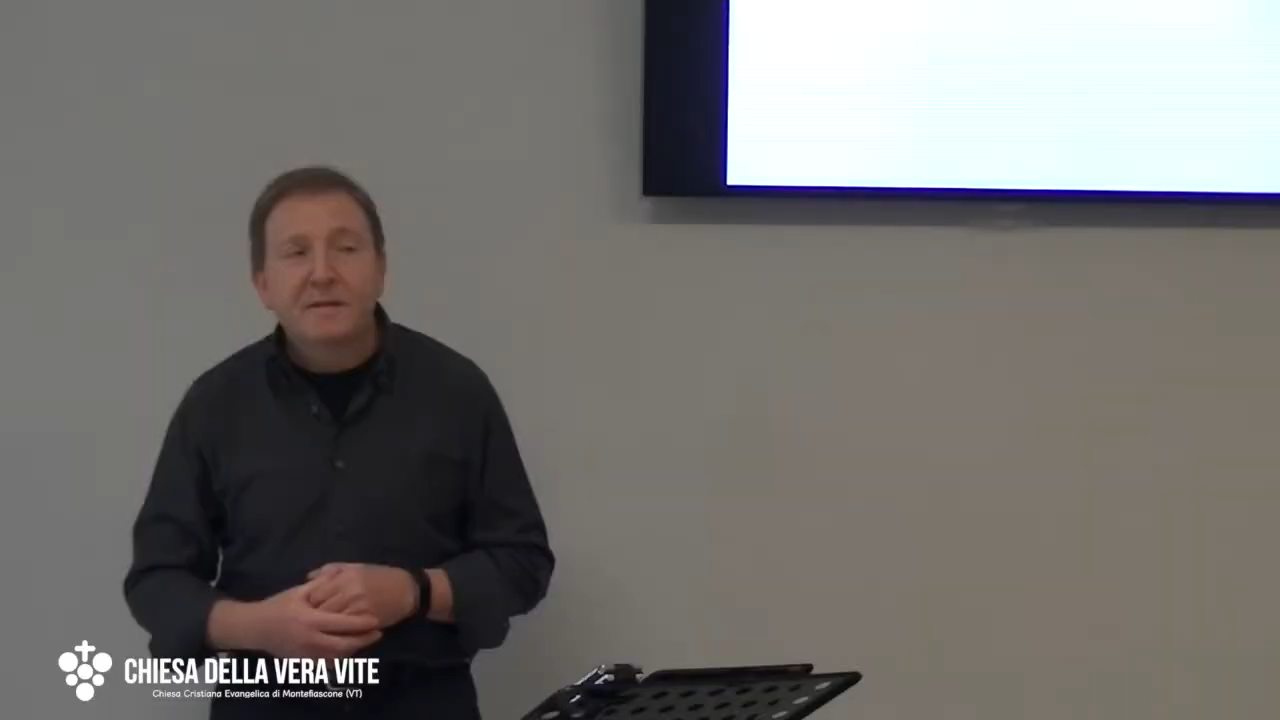 CHIESA DELLA VERA VITE
Chiesa Cristiana Evangelica di Montefiascone (VT)